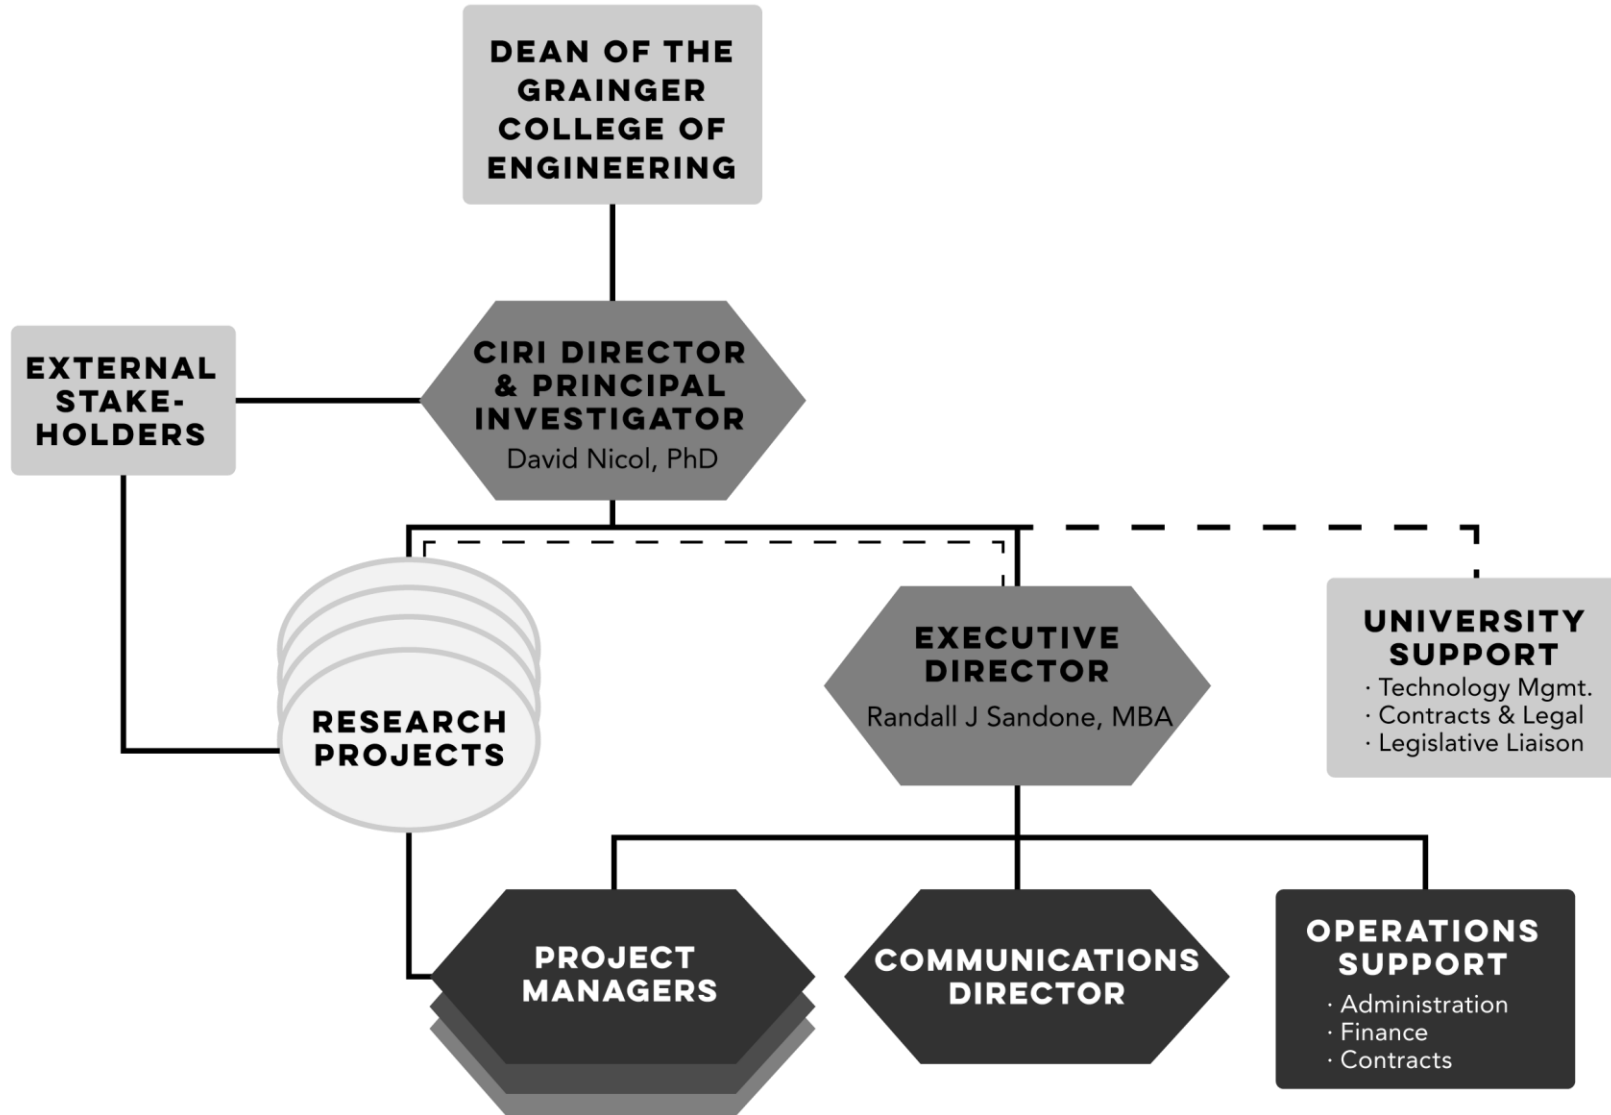 DEAN OF THE
GRAINGER
COLLEGE OF
ENGINEERING
CIRI DIRECTOR
& PRINCIPAL
INVESTIGATOR
David Nicol, PhD
EXTERNAL
STAKE-
HOLDERS
RESEARCH
PROJECTS
EXECUTIVE
DIRECTOR
Randall J Sandone, MBA
UNIVERSITY
SUPPORT
· Technology Mgmt.
· Contracts & Legal
· Legislative Liaison
PROJECT
MANAGERS
COMMUNICATIONS
DIRECTOR
OPERATIONS
SUPPORT
· Administration
· Finance
· Contracts